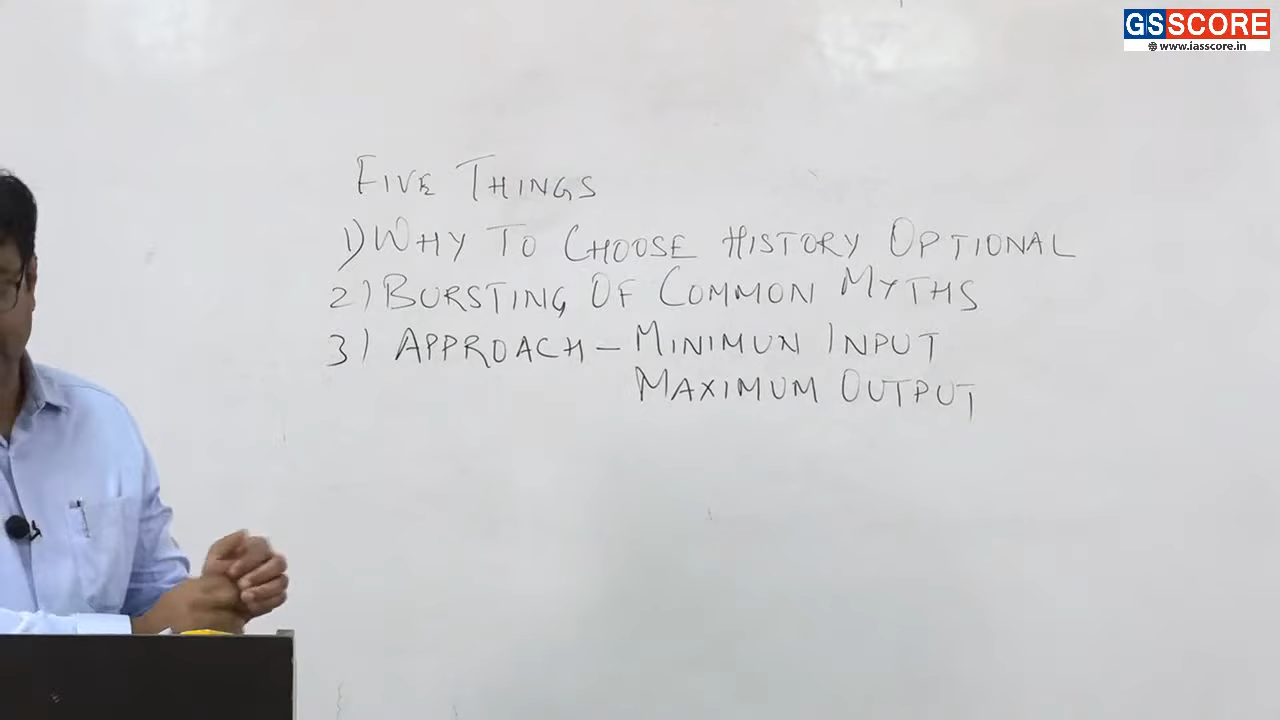 GSSCORE
www.iasscore.in
FIVE THINGS
1) WHY TO CHOOSE HISTORY OPTIONAL
2) BURSTING OF COMMON MYTHS
3) APPROACH – MINIMUN INPUT
MAXIMUM OUTPUT